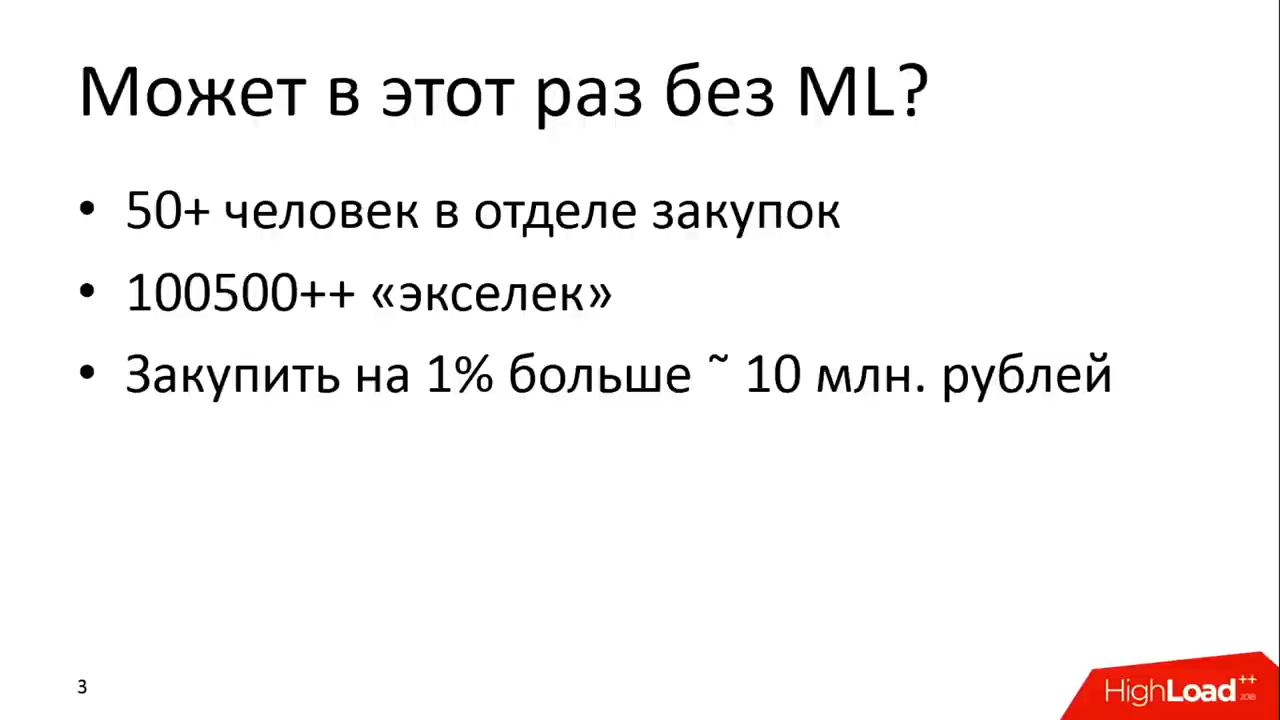 Может в этот раз без ML?
• 50+ человек в отделе закупок
• 100500++ «экселек»
• Закупить на 1% больше ~ 10 млн. рублей
3
HighLoad++ 2018